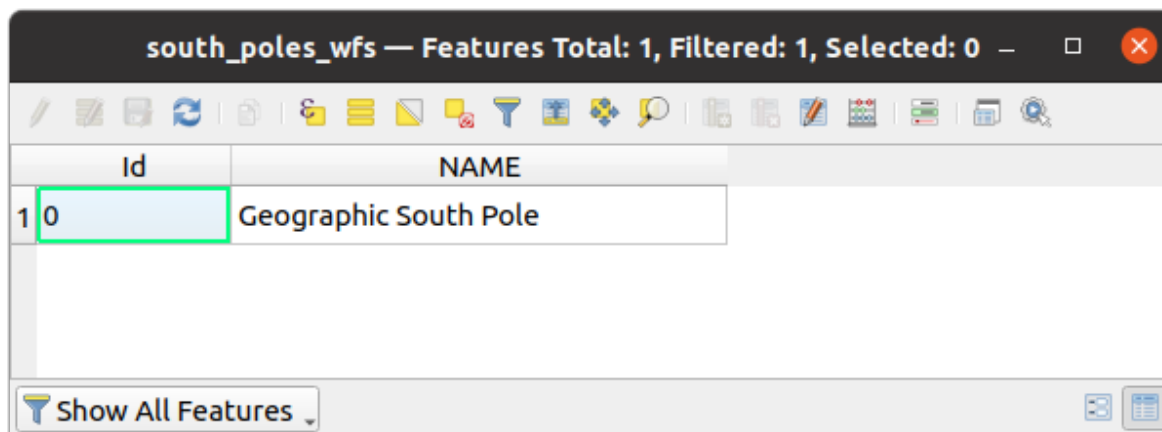 south_poles_wfs — Features Total: 1, Filtered: 1, Selected: 0
Id NAME
1 0 Geographic South Pole
Show All Features